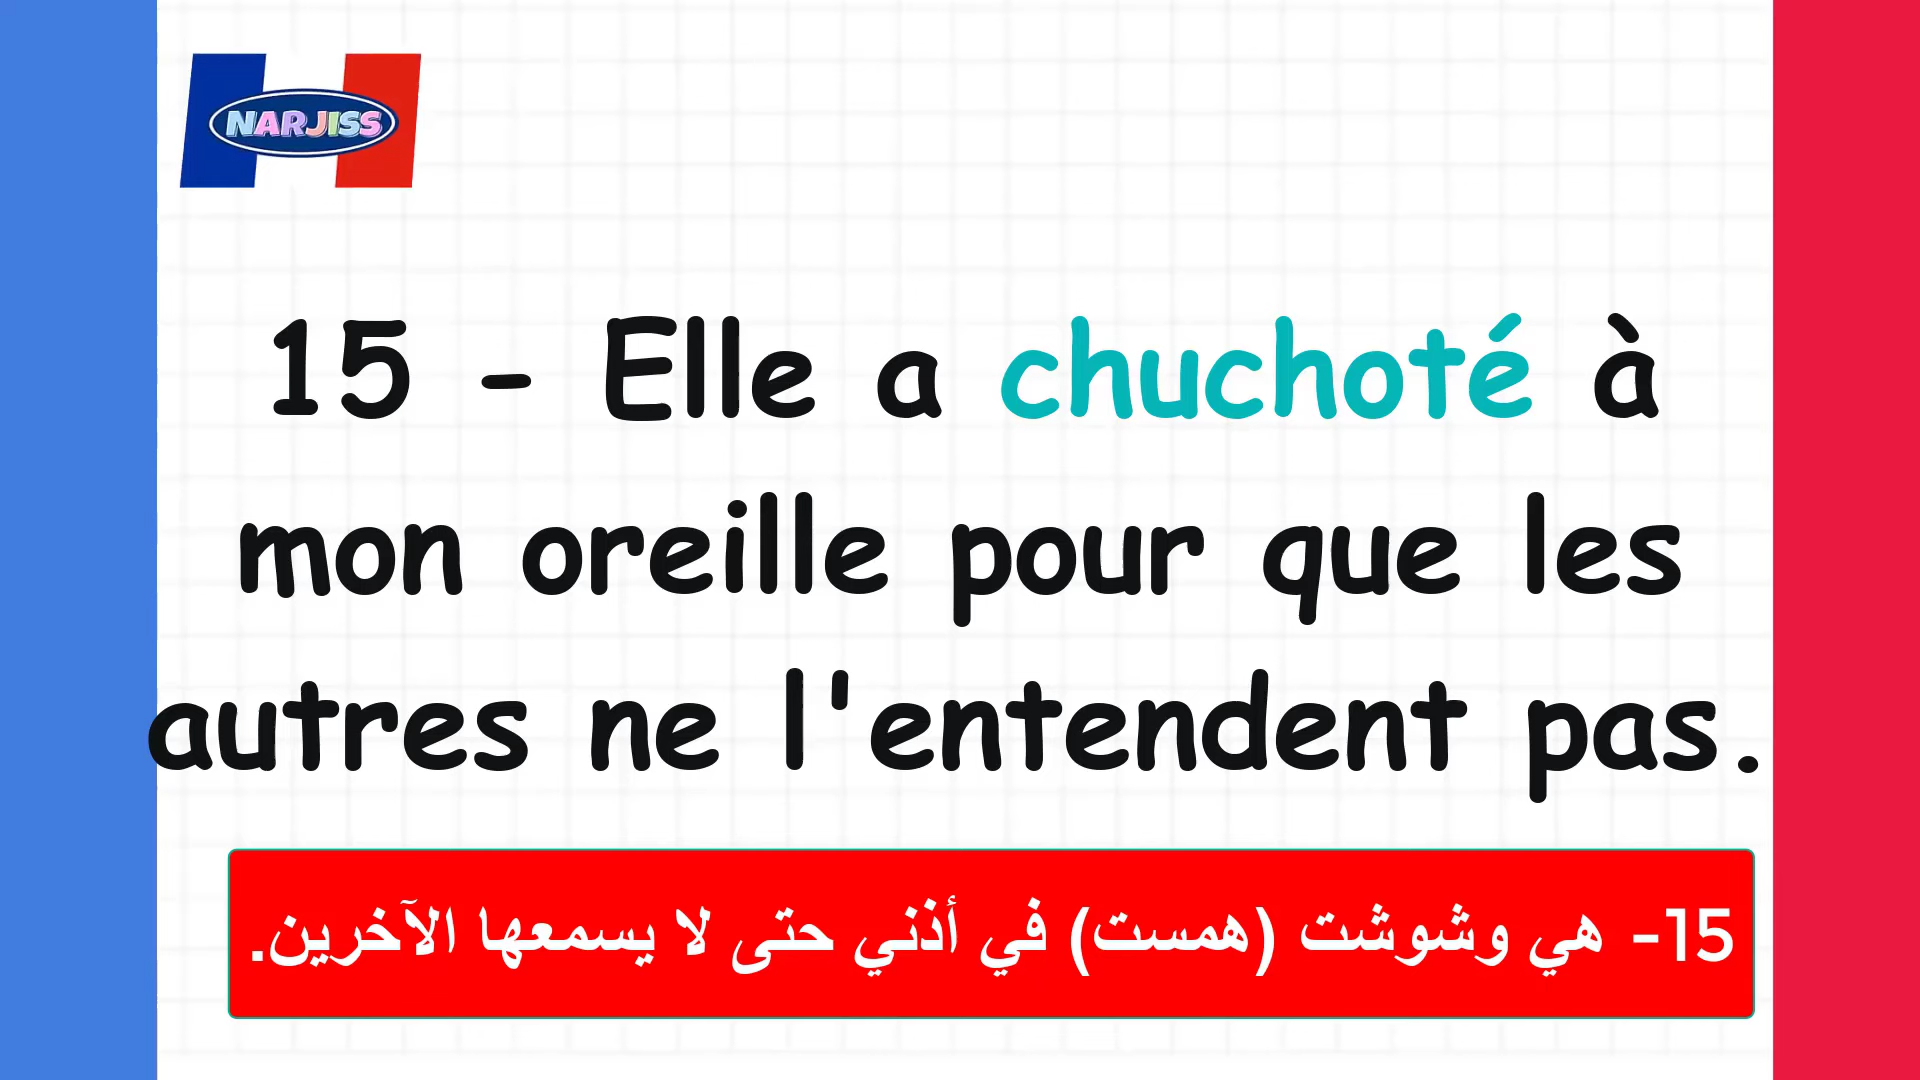 NARJISS
15 - Elle a chuchoté à
mon oreille pour que les
autres ne l'entendent pas.
15- هي وشوشت (همست) في أذني حتى لا يسمعها الآخرين.